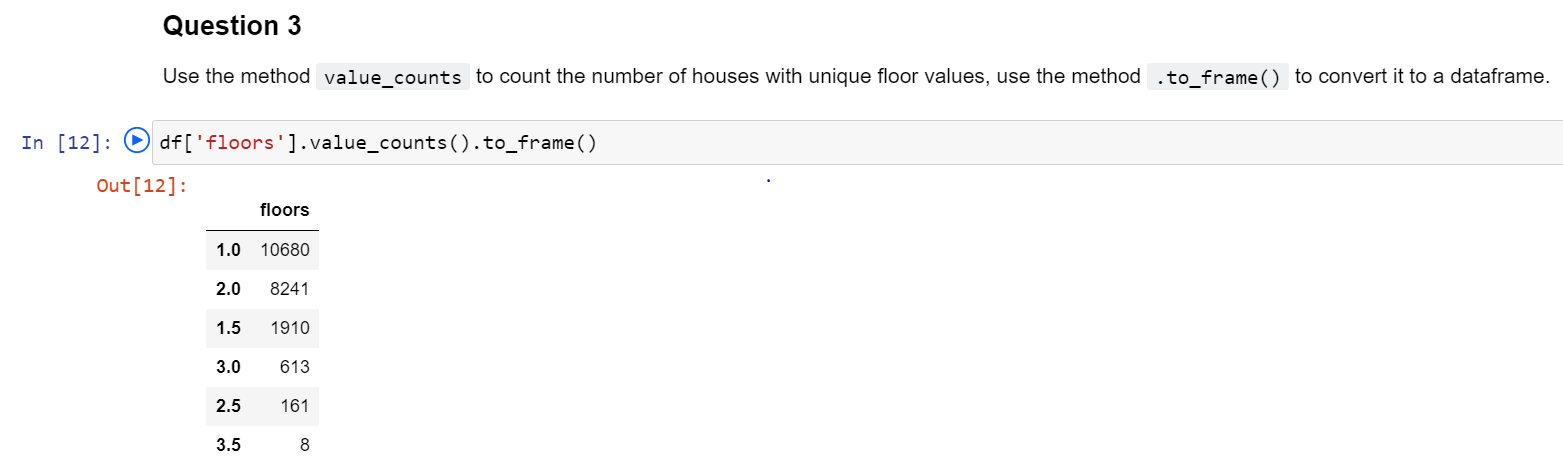 Question 3
Use the method value_counts to count the number of houses with unique floor values, use the method .to_frame() to convert it to a dataframe.
In [12]: df['floors'].value_counts().to_frame()
Out[12]:
floors
1.0 10680
2.0 8241
1.5 1910
3.0 613
2.5 161
3.5 8